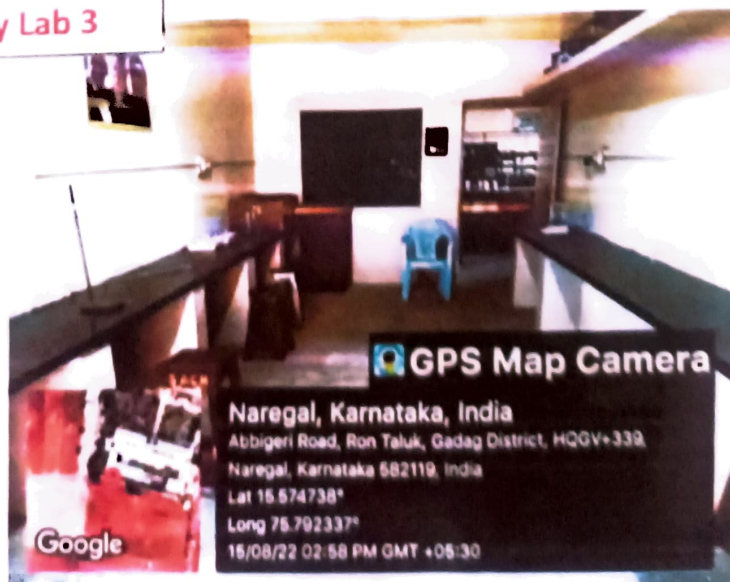 y Lab 3
GPS Map Camera
Naregal, Karnataka, India
Abbigeri Road, Ron Taluk, Gadag District, HQGV+339,
Naregal, Karnataka 582119, India
Lat 15.574738°
Long 75.792337°
15/08/22 02:58 PM GMT +05:30
Google